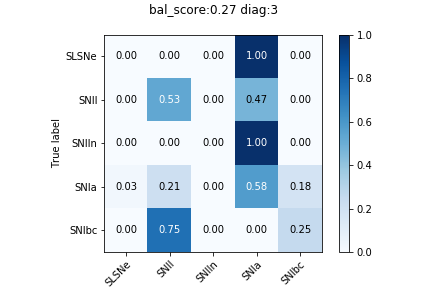 bal_score:0.27 diag:3
True label
SLSNe 0.00 0.00 0.00 1.00 0.00
SNII 0.00 0.53 0.00 0.47 0.00
SNIIn 0.00 0.00 0.00 1.00 0.00
SNIa 0.03 0.21 0.00 0.58 0.18
SNIbc 0.00 0.75 0.00 0.00 0.25
SLSNe SNII SNIIn SNIa SNIbc
1.0
0.8
0.6
0.4
0.2
0.0